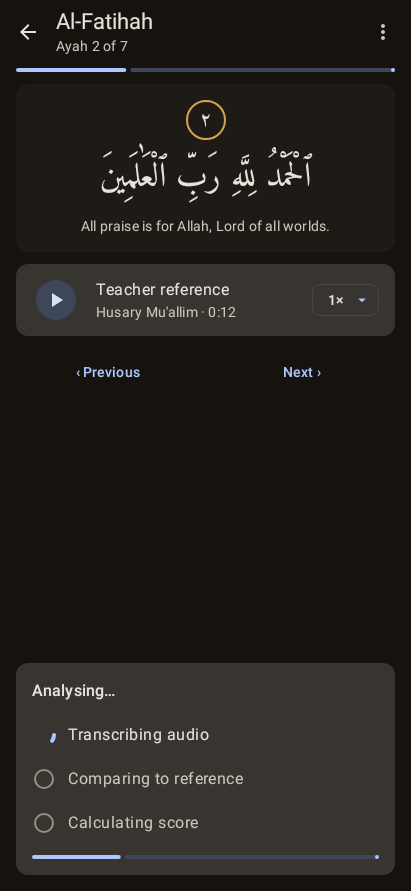 Al-Fatihah
Ayah 2 of 7
٢
ٱلْحَمْدُ لِلَّهِ رَبِّ ٱلْعَٰلَمِينَ
All praise is for Allah, Lord of all worlds.
Teacher reference
Husary Mu'allim · 0:12
1×
‹ Previous
Next ›
Analysing…
Transcribing audio
Comparing to reference
Calculating score